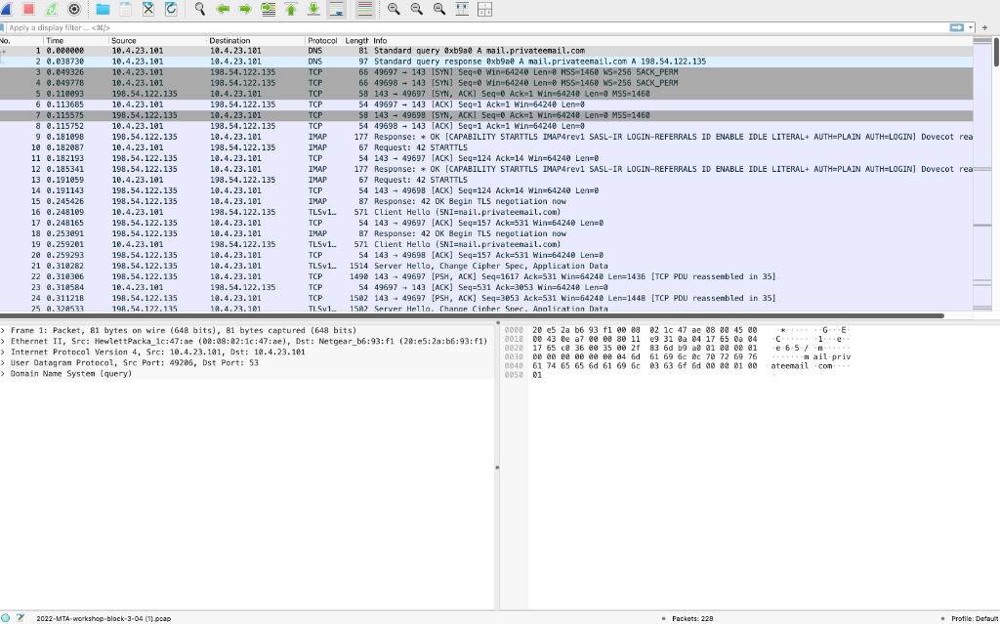 Apply a display filter ... <⌘/>
No. Time Source Destination Protocol Length Info
1 0.000000 10.4.23.101 10.4.23.101 DNS 81 Standard query 0xb9a0 A mail.privateemail.com
2 0.038730 10.4.23.101 10.4.23.101 DNS 97 Standard query response 0xb9a0 A mail.privateemail.com A 198.54.122.135
3 0.049326 10.4.23.101 198.54.122.135 TCP 66 49697 → 143 [SYN] Seq=0 Win=64240 Len=0 MSS=1460 WS=256 SACK_PERM
4 0.049778 10.4.23.101 198.54.122.135 TCP 66 49698 → 143 [SYN] Seq=0 Win=64240 Len=0 MSS=1460 WS=256 SACK_PERM
5 0.110093 198.54.122.135 10.4.23.101 TCP 58 143 → 49697 [SYN, ACK] Seq=0 Ack=1 Win=64240 Len=0 MSS=1460
6 0.113685 10.4.23.101 198.54.122.135 TCP 54 49697 → 143 [ACK] Seq=1 Ack=1 Win=64240 Len=0
7 0.115575 198.54.122.135 10.4.23.101 TCP 58 143 → 49698 [SYN, ACK] Seq=0 Ack=1 Win=64240 Len=0 MSS=1460
8 0.115752 10.4.23.101 198.54.122.135 TCP 54 49698 → 143 [ACK] Seq=1 Ack=1 Win=64240 Len=0
9 0.181098 198.54.122.135 10.4.23.101 IMAP 177 Response: * OK [CAPABILITY STARTTLS IMAP4rev1 SASL-IR LOGIN-REFERRALS ID ENABLE IDLE LITERAL+ AUTH=PLAIN AUTH=LOGIN] Dovecot rea
10 0.182087 10.4.23.101 198.54.122.135 IMAP 67 Request: 42 STARTTLS
11 0.182193 198.54.122.135 10.4.23.101 TCP 54 143 → 49697 [ACK] Seq=124 Ack=14 Win=64240 Len=0
12 0.185341 198.54.122.135 10.4.23.101 IMAP 177 Response: * OK [CAPABILITY STARTTLS IMAP4rev1 SASL-IR LOGIN-REFERRALS ID ENABLE IDLE LITERAL+ AUTH=PLAIN AUTH=LOGIN] Dovecot rea
13 0.191059 10.4.23.101 198.54.122.135 IMAP 67 Request: 42 STARTTLS
14 0.191143 198.54.122.135 10.4.23.101 TCP 54 143 → 49698 [ACK] Seq=124 Ack=14 Win=64240 Len=0
15 0.245426 198.54.122.135 10.4.23.101 IMAP 87 Response: 42 OK Begin TLS negotiation now
16 0.248109 10.4.23.101 198.54.122.135 TLSv1… 571 Client Hello (SNI=mail.privateemail.com)
17 0.248165 198.54.122.135 10.4.23.101 TCP 54 143 → 49697 [ACK] Seq=157 Ack=531 Win=64240 Len=0
18 0.253091 198.54.122.135 10.4.23.101 IMAP 87 Response: 42 OK Begin TLS negotiation now
19 0.259201 10.4.23.101 198.54.122.135 TLSv1… 571 Client Hello (SNI=mail.privateemail.com)
20 0.259293 198.54.122.135 10.4.23.101 TCP 54 143 → 49698 [ACK] Seq=157 Ack=531 Win=64240 Len=0
21 0.310282 198.54.122.135 10.4.23.101 TLSv1… 1514 Server Hello, Change Cipher Spec, Application Data
22 0.310306 198.54.122.135 10.4.23.101 TCP 1490 143 → 49697 [PSH, ACK] Seq=1617 Ack=531 Win=64240 Len=1436 [TCP PDU reassembled in 35]
23 0.310584 10.4.23.101 198.54.122.135 TCP 54 49697 → 143 [ACK] Seq=531 Ack=3053 Win=64240 Len=0
24 0.311218 198.54.122.135 10.4.23.101 TCP 1502 143 → 49697 [PSH, ACK] Seq=3053 Ack=531 Win=64240 Len=1448 [TCP PDU reassembled in 35]
25 0.320533 198.54.122.135 10.4.23.101 TLSv1… 1502 Server Hello, Change Cipher Spec, Application Data
> Frame 1: Packet, 81 bytes on wire (648 bits), 81 bytes captured (648 bits)
> Ethernet II, Src: HewlettPacka_1c:47:ae (00:08:02:1c:47:ae), Dst: Netgear_b6:93:f1 (20:e5:2a:b6:93:f1)
> Internet Protocol Version 4, Src: 10.4.23.101, Dst: 10.4.23.101
> User Datagram Protocol, Src Port: 49206, Dst Port: 53
> Domain Name System (query)
0000 20 e5 2a b6 93 f1 00 08 02 1c 47 ae 08 00 45 00 ·*·······G···E·
0010 00 43 0e a7 00 00 80 11 e9 31 0a 04 17 65 0a 04 ·C·······1···e··
0020 17 65 c0 36 00 35 00 2f 83 6d b9 a0 01 00 00 01 ·e·6·5·/·m······
0030 00 00 00 00 00 00 04 6d 61 69 6c 0c 70 72 69 76 ·······mail·priv
0040 61 74 65 65 6d 61 69 6c 03 63 6f 6d 00 00 01 00 ateemail·com····
0050 01 ·
2022-MTA-workshop-block-3-04 (1).pcap
Packets: 228
Profile: Default